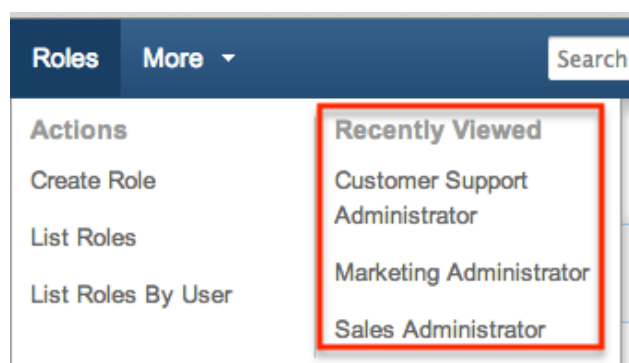 Roles
More
Search
Actions
Create Role
List Roles
List Roles By User
Recently Viewed
Customer Support
Administrator
Marketing Administrator
Sales Administrator